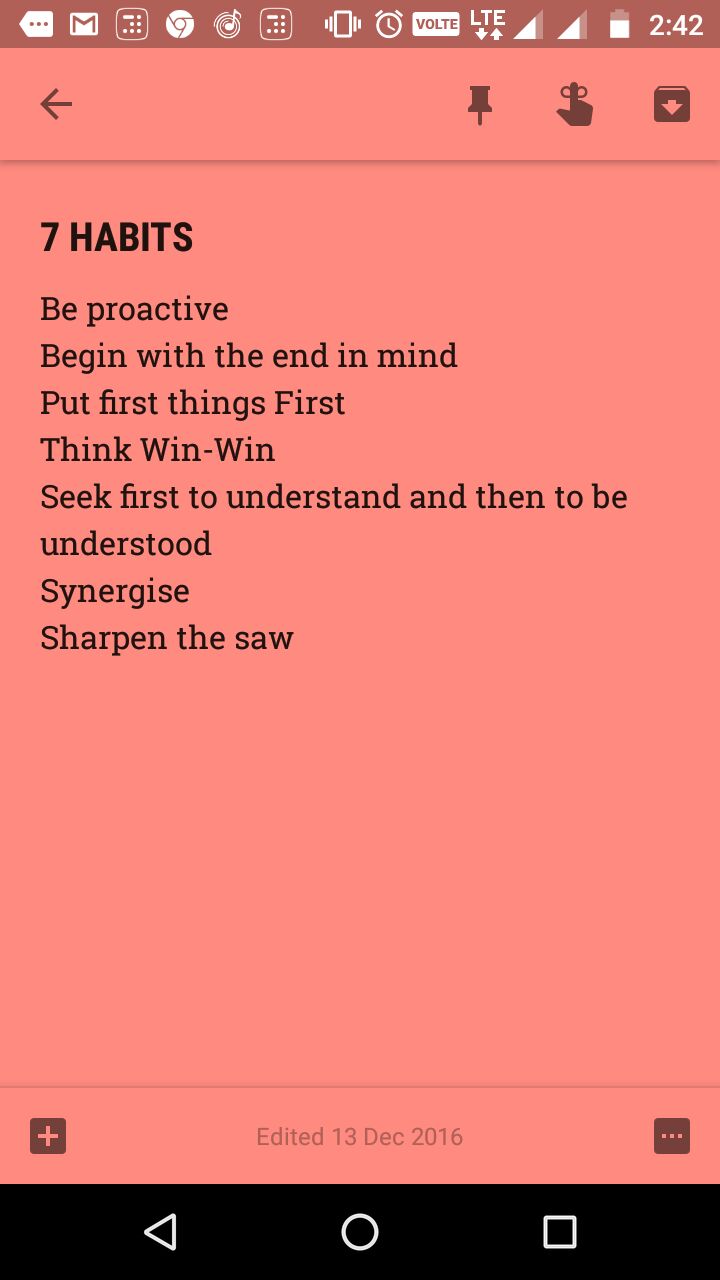 VOLTE LTE 2:42
7 HABITS
Be proactive
Begin with the end in mind
Put first things First
Think Win-Win
Seek first to understand and then to be
understood
Synergise
Sharpen the saw
Edited 13 Dec 2016